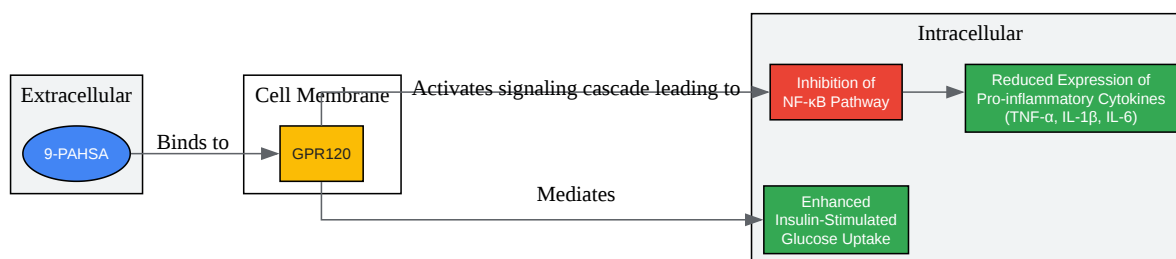 Extracellular
9-PAHSA
Binds to
Cell Membrane
GPR120
Activates signaling cascade leading to
Mediates
Intracellular
Inhibition of
NF-κB Pathway
Reduced Expression of
Pro-inflammatory Cytokines
(TNF-α, IL-1β, IL-6)
Enhanced
Insulin-Stimulated
Glucose Uptake